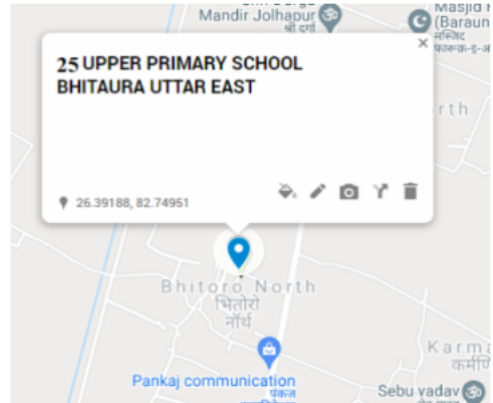 Mandir Jolhapur
Masjid
(Baraun
मस्जिद
25 UPPER PRIMARY SCHOOL
BHITAURA UTTAR EAST
rth
26.39188, 82.74951
Bhitoro North
भितोरो
नॉर्थ
Karma
Pankaj communication
पंकज
Sebu yadav